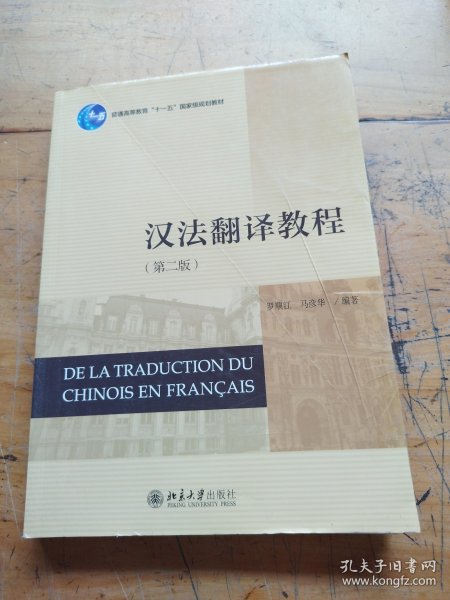 十一五
普通高等教育“十一五”国家级规划教材
汉法翻译教程
（第二版）
罗顺江 马彦华 / 编著
DE LA TRADUCTION DU
CHINOIS EN FRANÇAIS
北京大学出版社
PEKING UNIVERSITY PRESS
孔夫子旧书网
www.kongfz.com